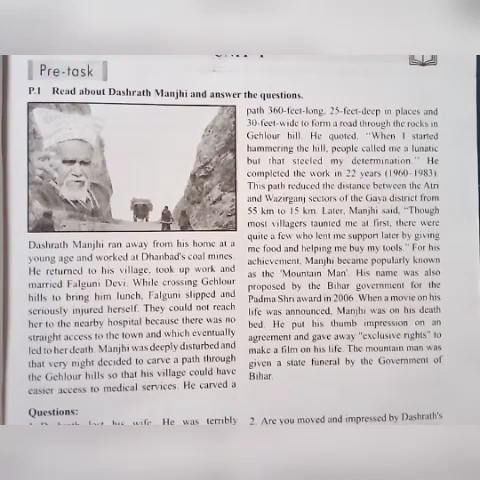 Pre-task
P.1 Read about Dashrath Manjhi and answer the questions.
Dashrath Manjhi ran away from his home at a
young age and worked at Dhanbad's coal mines.
He returned to his village, took up work and
married Falguni Devi. While crossing Gehlour
hills to bring him lunch, Falguni slipped and
seriously injured herself. They could not reach
her to the nearby hospital because there was no
straight access to the town and which eventually
led to her death. Manjhi was deeply disturbed and
that very night decided to carve a path through
the Gehlour hills so that his village could have
easier access to medical services. He carved a
path 360-feet-long, 25-feet-deep in places and
30-feet-wide to form a road through the rocks in
Gehlour hill. He quoted, "When I started
hammering the hill, people called me a lunatic
but that steeled my determination." He
completed the work in 22 years (1960-1983).
This path reduced the distance between the Atri
and Wazirganj sectors of the Gaya district from
55 km to 15 km. Later, Manjhi said, "Though
most villagers taunted me at first, there were
quite a few who lent me support later by giving
me food and helping me buy my tools." For his
achievement, Manjhi became popularly known
as the 'Mountain Man'. His name was also
proposed by the Bihar government for the
Padma Shri award in 2006. When a movie on his
life was announced, Manjhi was on his death
bed. He put his thumb impression on an
agreement and gave away "exclusive rights" to
make a film on his life. The mountain man was
given a state funeral by the Government of
Bihar.
Questions:
lost his wife. He was terribly
2. Are you moved and impressed by Dashrath's